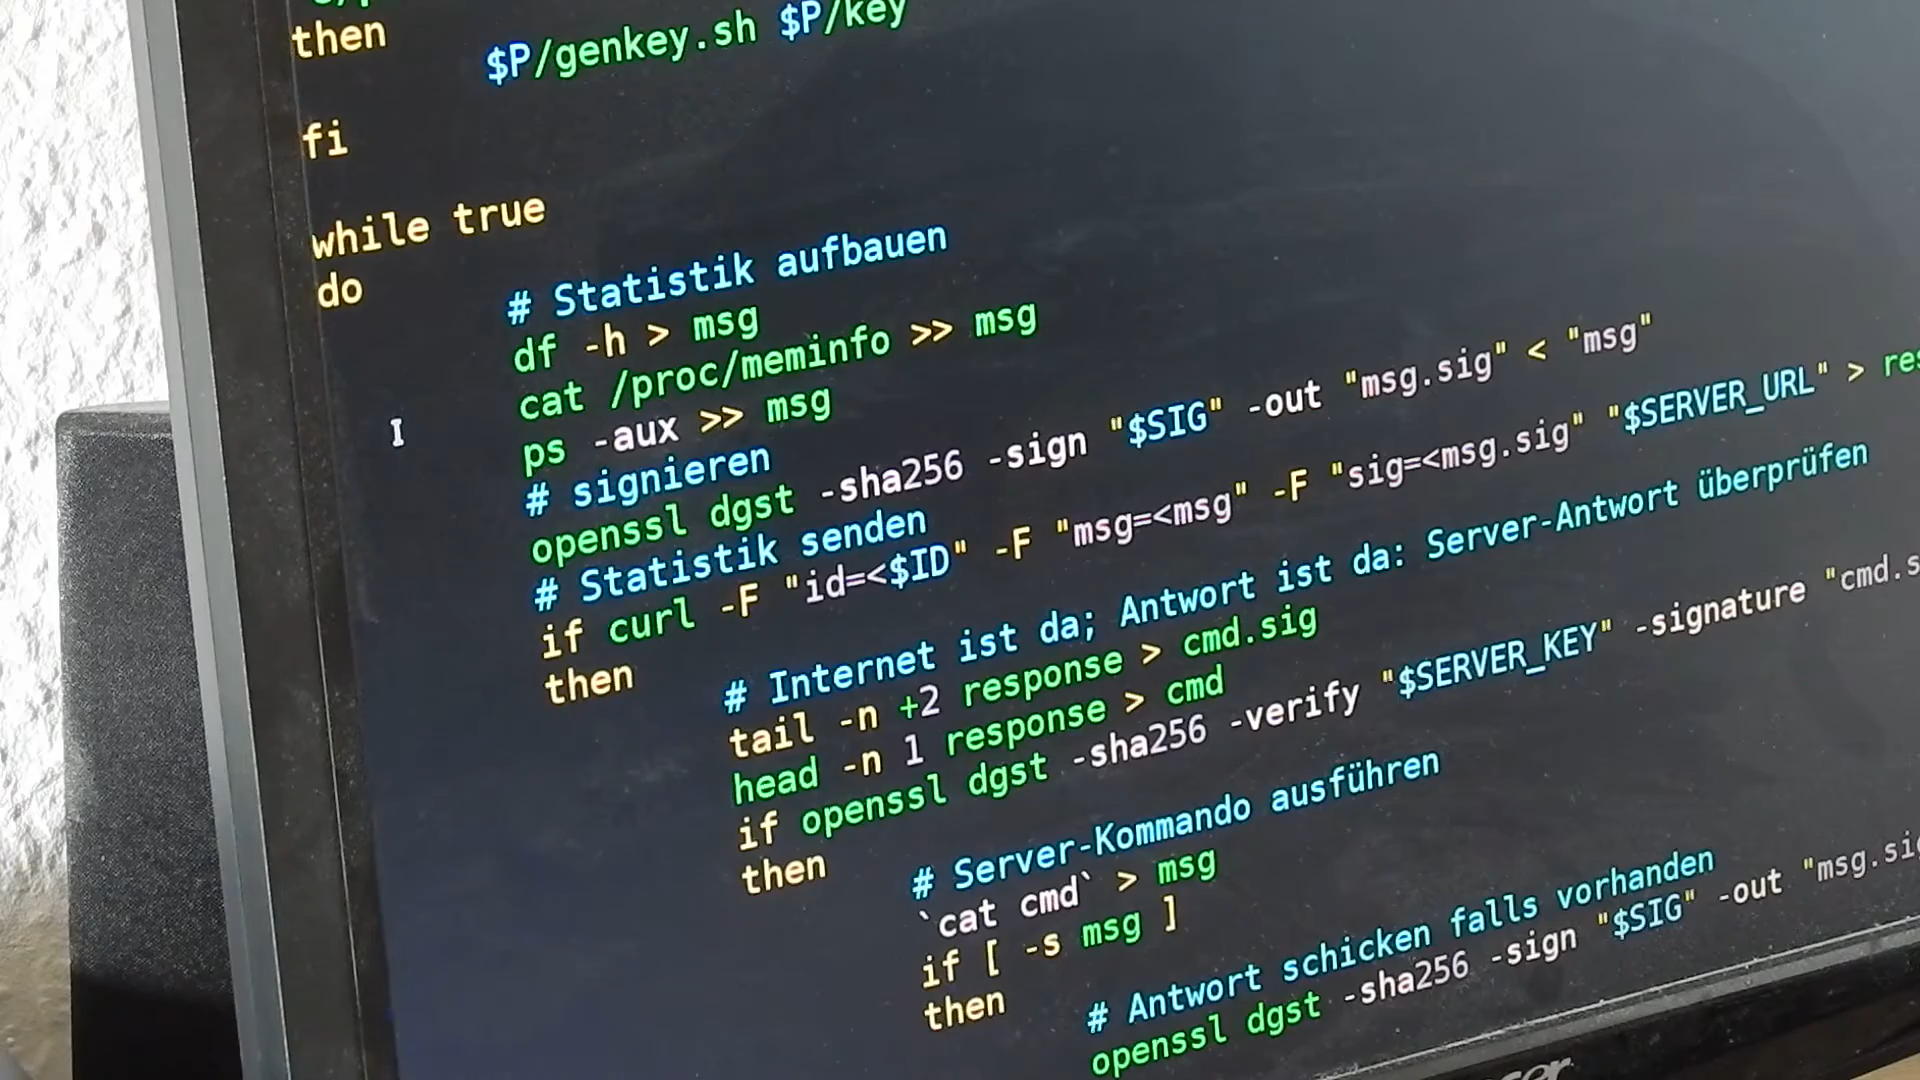 then
$P/genkey.sh $P/key
fi
while true
do
# Statistik aufbauen
df -h > msg
cat /proc/meminfo >> msg
ps -aux >> msg
# signieren
openssl dgst -sha256 -sign "$SIG" -out "msg.sig" < "msg"
# Statistik senden
if curl -F "id=<$ID" -F "msg=<msg" -F "sig=<msg.sig" "$SERVER_URL" > res
then
# Internet ist da; Antwort ist da: Server-Antwort überprüfen
tail -n +2 response > cmd.sig
head -n 1 response > cmd
if openssl dgst -sha256 -verify "$SERVER_KEY" -signature "cmd.s
then
# Server-Kommando ausführen
`cat cmd` > msg
if [ -s msg ]
then
# Antwort schicken falls vorhanden
openssl dgst -sha256 -sign "$SIG" -out "msg.sig